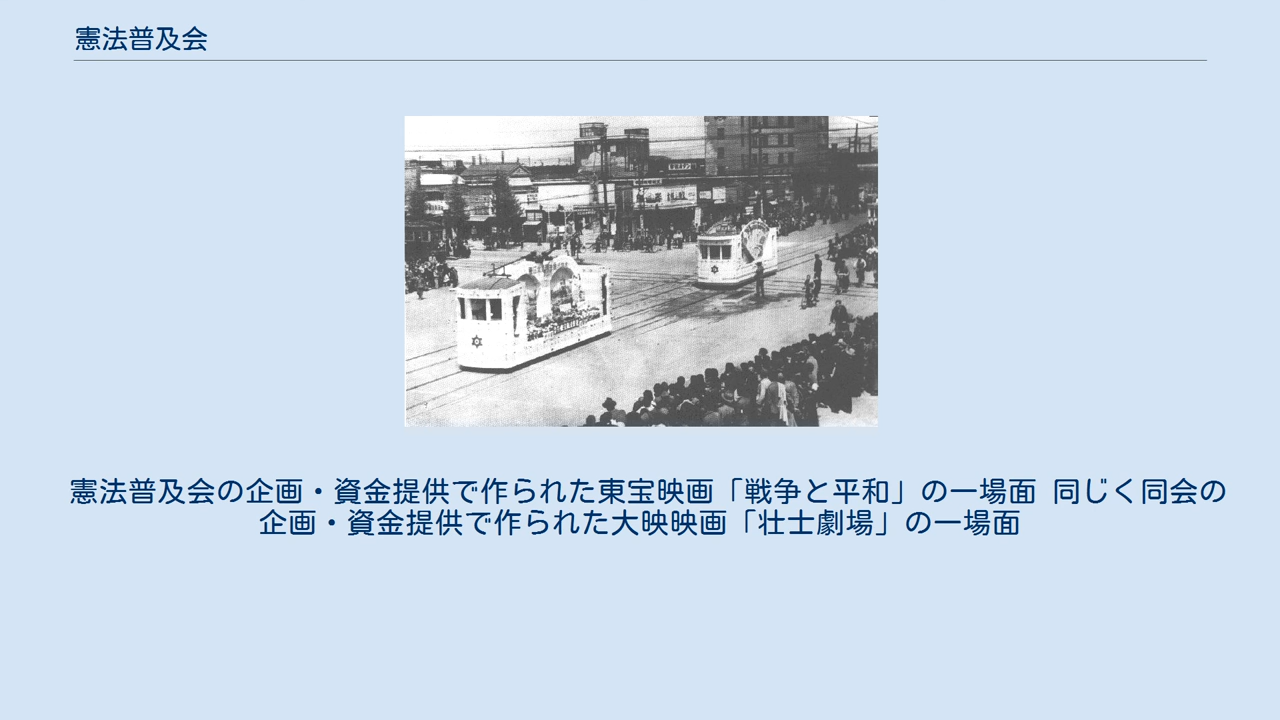 憲法普及会
憲法普及会の企画・資金提供で作られた東宝映画「戦争と平和」の一場面 同じく同会の
企画・資金提供で作られた大映映画「壮士劇場」の一場面